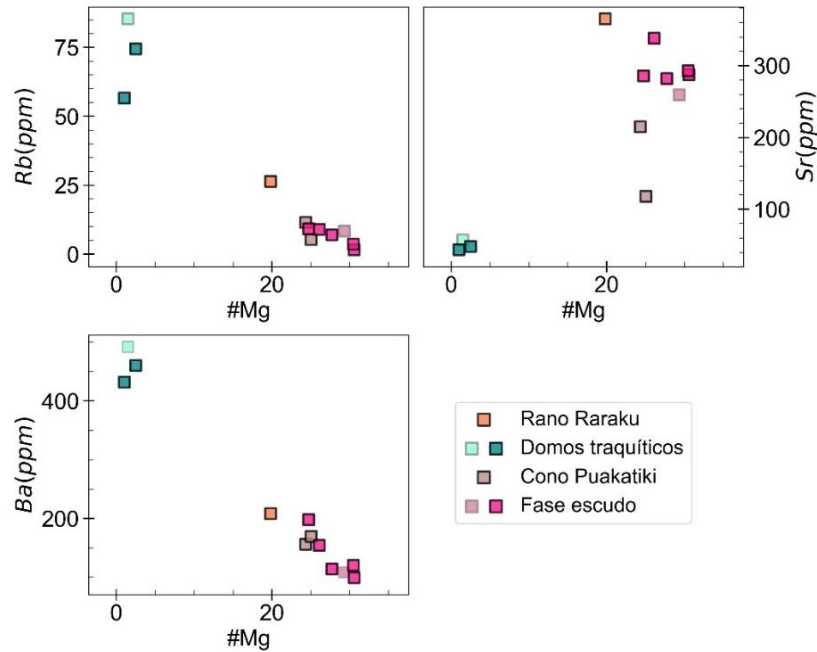 Rb(ppm)
75
50
25
0
0
20
#Mg
Sr(ppm)
300
200
100
0
20
#Mg
Ba(ppm)
400
200
0
20
#Mg
Rano Raraku
Domos traquíticos
Cono Puakatiki
Fase escudo